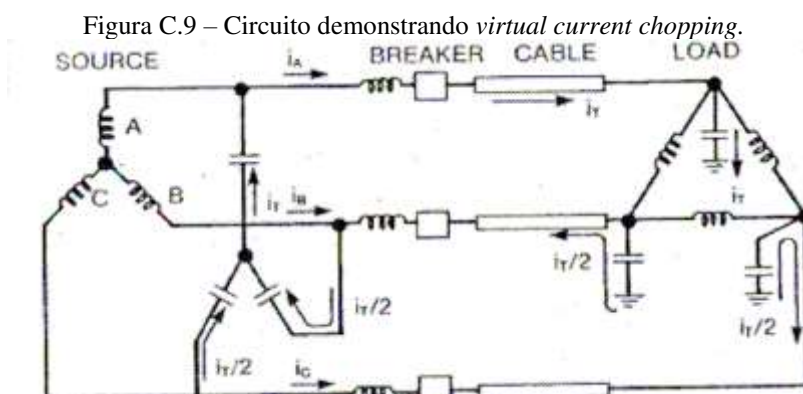 Figura C.9 – Circuito demonstrando virtual current chopping.
SOURCE
iA
BREAKER
CABLE
LOAD
A
iT
C
B
iT
iB
iT
iT/2
iT/2
iT/2
iT/2
iC